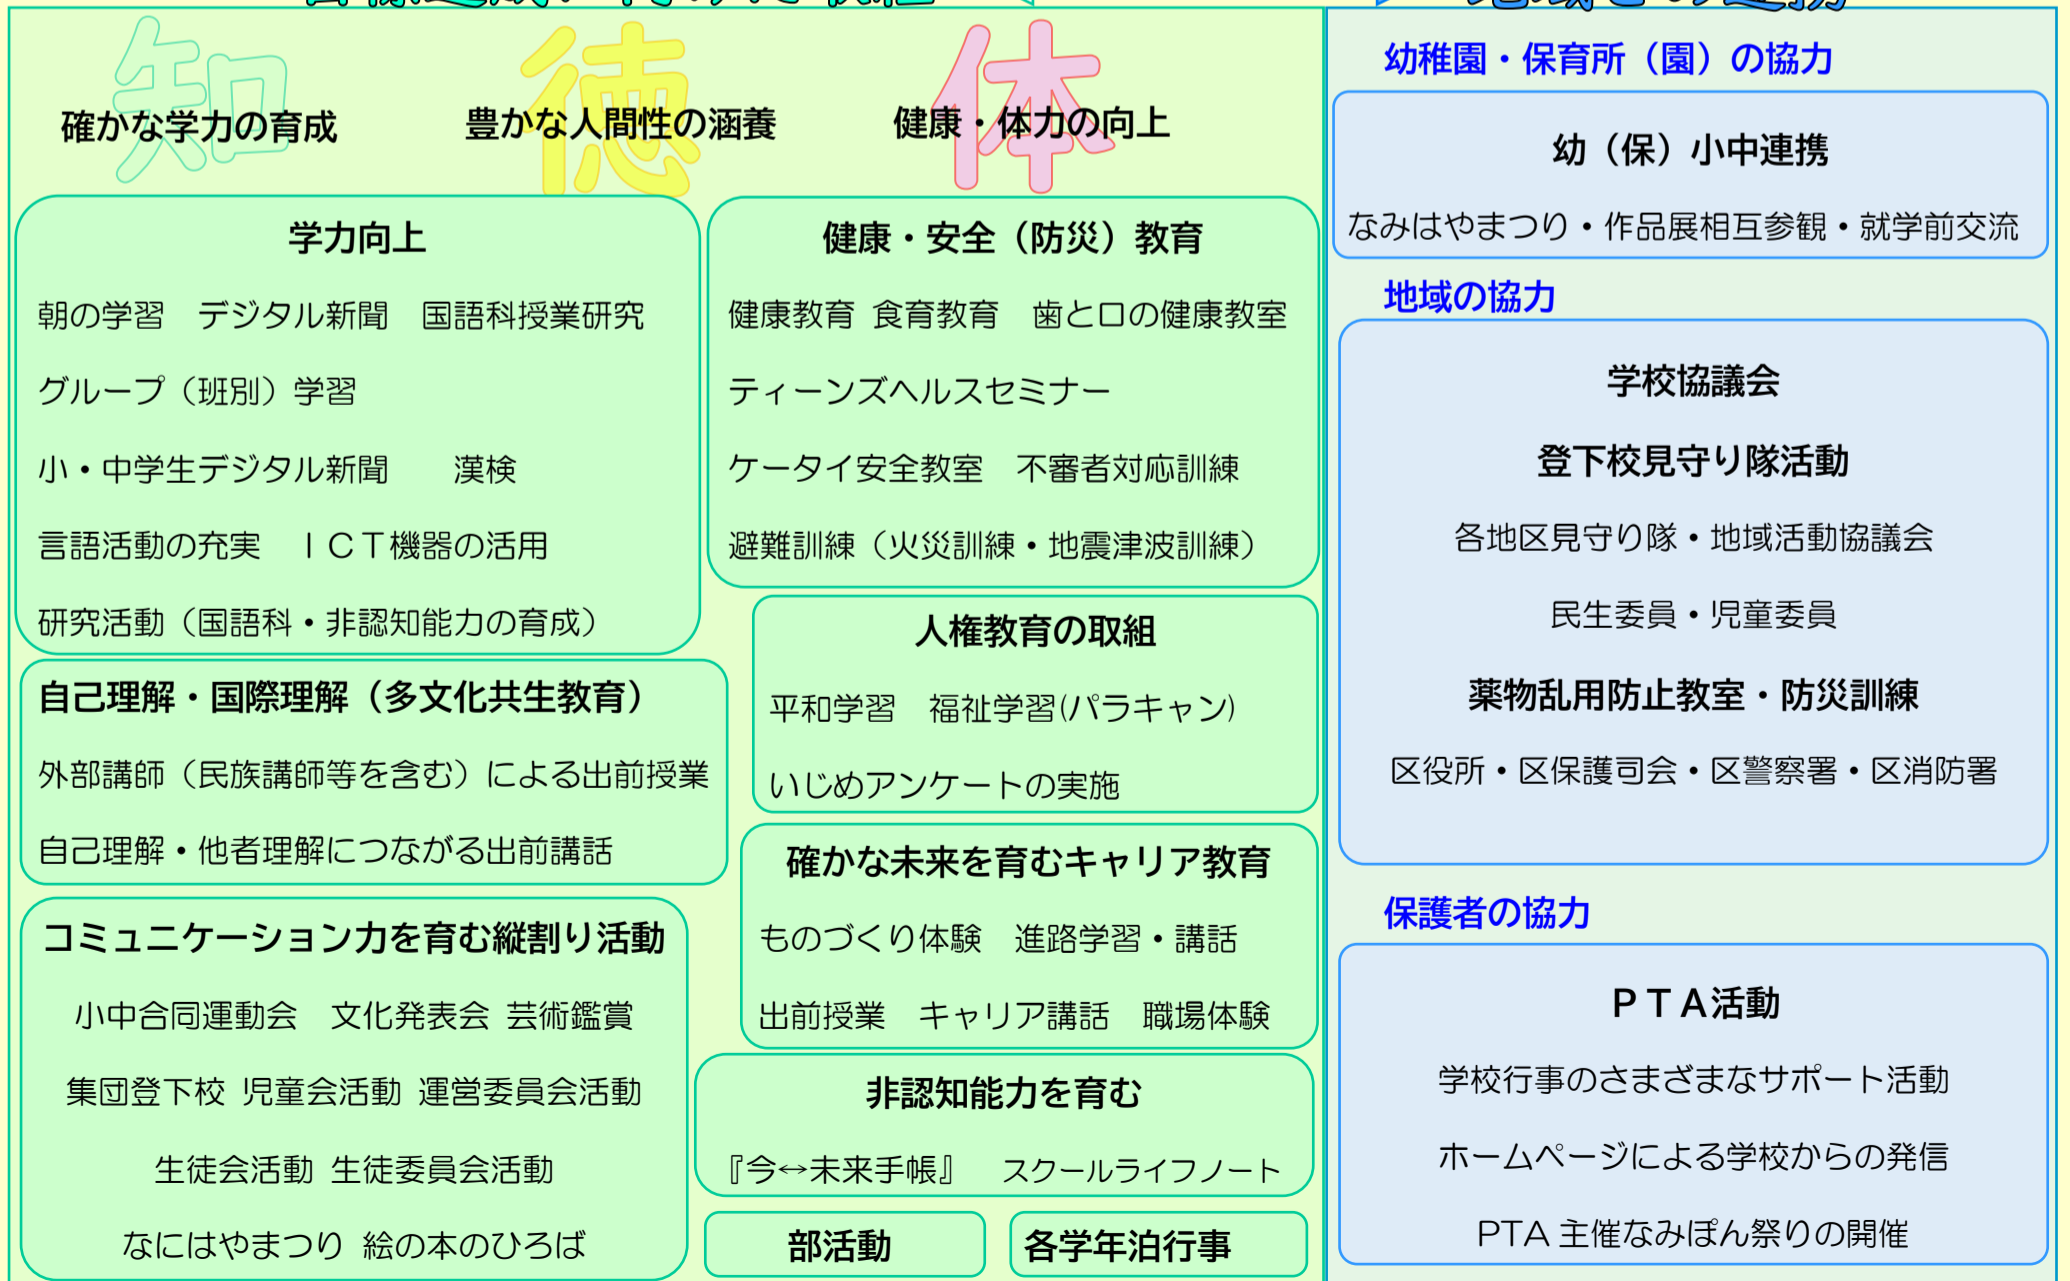 地域との連携
知 徳 体
確かな学力の育成　豊かな人間性の涵養　健康・体力の向上
学力向上
朝の学習　デジタル新聞　国語科授業研究
グループ（班別）学習
小・中学生デジタル新聞　　漢検
言語活動の充実　ＩＣＴ機器の活用
研究活動（国語科・非認知能力の育成）
自己理解・国際理解（多文化共生教育）
外部講師（民族講師等を含む）による出前授業
自己理解・他者理解につながる出前講話
コミュニケーション力を育む縦割り活動
小中合同運動会　文化発表会 芸術鑑賞
集団登下校 児童会活動 運営委員会活動
生徒会活動 生徒委員会活動
なにはやまつり 絵の本のひろば
健康・安全（防災）教育
健康教育 食育教育　歯と口の健康教室
ティーンズヘルスセミナー
ケータイ安全教室　不審者対応訓練
避難訓練（火災訓練・地震津波訓練）
人権教育の取組
平和学習　福祉学習(パラキャン)
いじめアンケートの実施
確かな未来を育むキャリア教育
ものづくり体験　進路学習・講話
出前授業　キャリア講話　職場体験
非認知能力を育む
『今↔未来手帳』　スクールライフノート
部活動
各学年泊行事
幼稚園・保育所（園）の協力
幼（保）小中連携
なみはやまつり・作品展相互参観・就学前交流
地域の協力
学校協議会
登下校見守り隊活動
各地区見守り隊・地域活動協議会
民生委員・児童委員
薬物乱用防止教室・防災訓練
区役所・区保護司会・区警察署・区消防署
保護者の協力
ＰＴＡ活動
学校行事のさまざまなサポート活動
ホームページによる学校からの発信
PTA 主催なみぽん祭りの開催